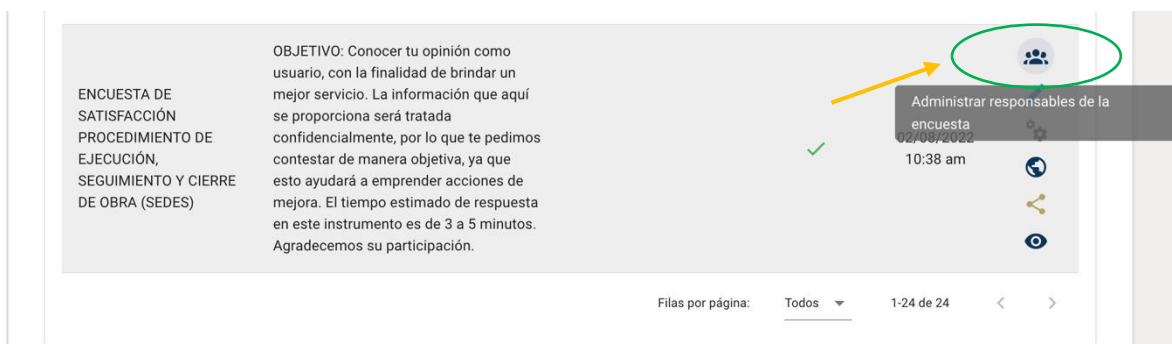 ENCUESTA DE
SATISFACCIÓN
PROCEDIMIENTO DE
EJECUCIÓN,
SEGUIMIENTO Y CIERRE
DE OBRA (SEDES)
OBJETIVO: Conocer tu opinión como
usuario, con la finalidad de brindar un
mejor servicio. La información que aquí
se proporciona será tratada
confidencialmente, por lo que te pedimos
contestar de manera objetiva, ya que
esto ayudará a emprender acciones de
mejora. El tiempo estimado de respuesta
en este instrumento es de 3 a 5 minutos.
Agradecemos su participación.
Administrar responsables de la
encuesta
02/08/2022
10:38 am
Filas por página:
Todos
1-24 de 24